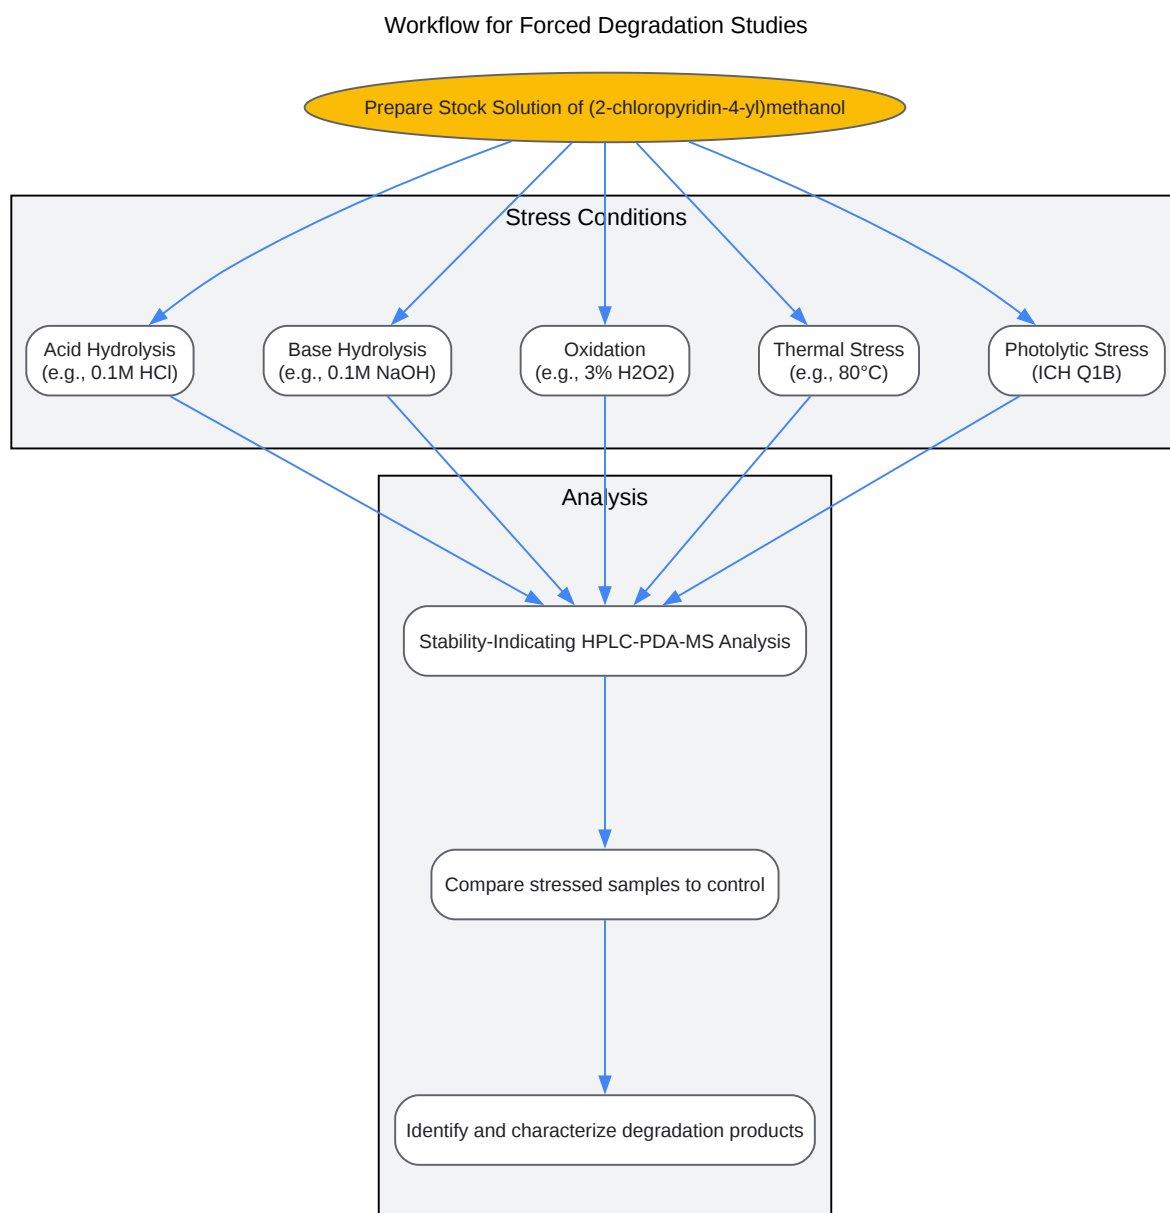 Workflow for Forced Degradation Studies
Prepare Stock Solution of (2-chloropyridin-4-yl)methanol
Stress Conditions
Acid Hydrolysis
(e.g., 0.1M HCl)
Base Hydrolysis
(e.g., 0.1M NaOH)
Oxidation
(e.g., 3% H2O2)
Thermal Stress
(e.g., 80°C)
Photolytic Stress
(ICH Q1B)
Analysis
Stability-Indicating HPLC-PDA-MS Analysis
Compare stressed samples to control
Identify and characterize degradation products